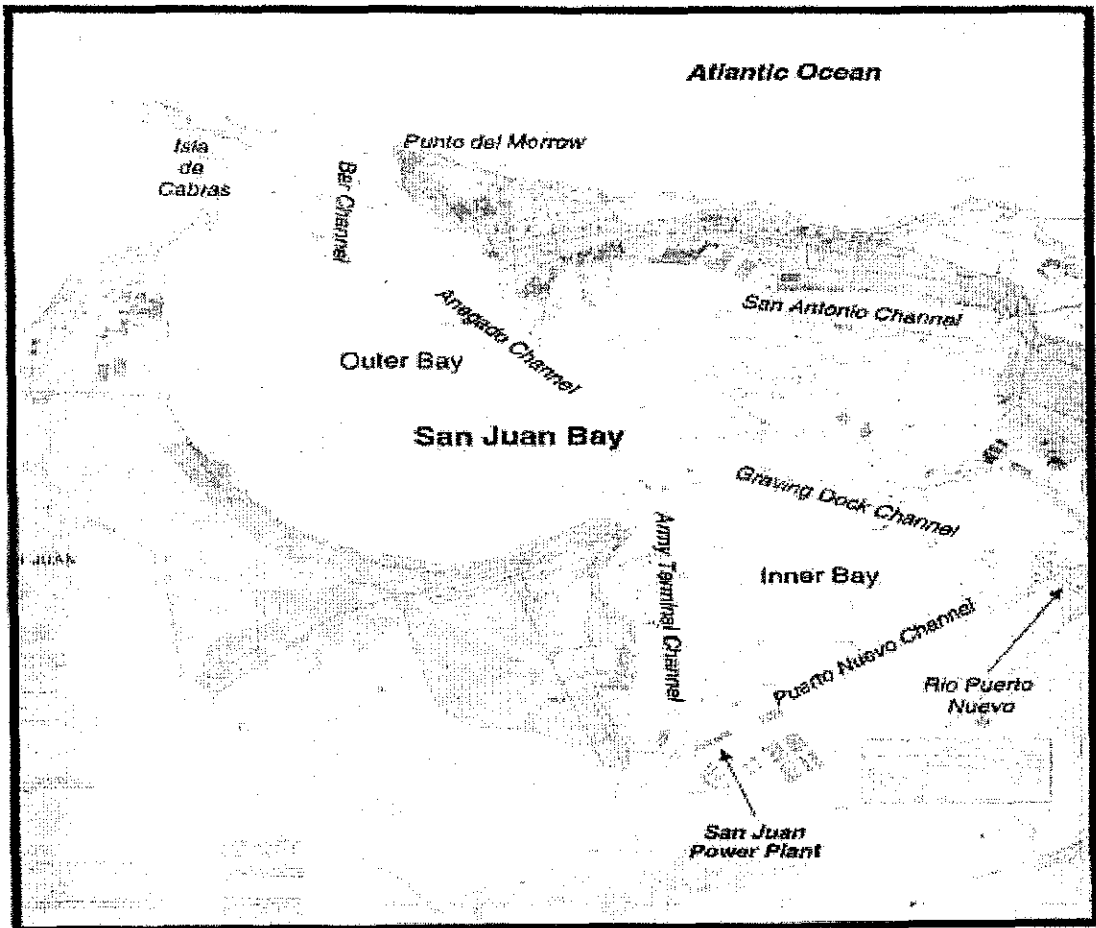 Atlantic Ocean
Isla
de
Cabras
Punto del Morrow
Bar Channel
San Antonio Channel
Anegado Channel
Outer Bay
San Juan Bay
Graving Dock Channel
Army Terminal Channel
Inner Bay
JUAN
Puerto Nuevo Channel
Rio Puerto
Nuevo
San Juan
Power Plant